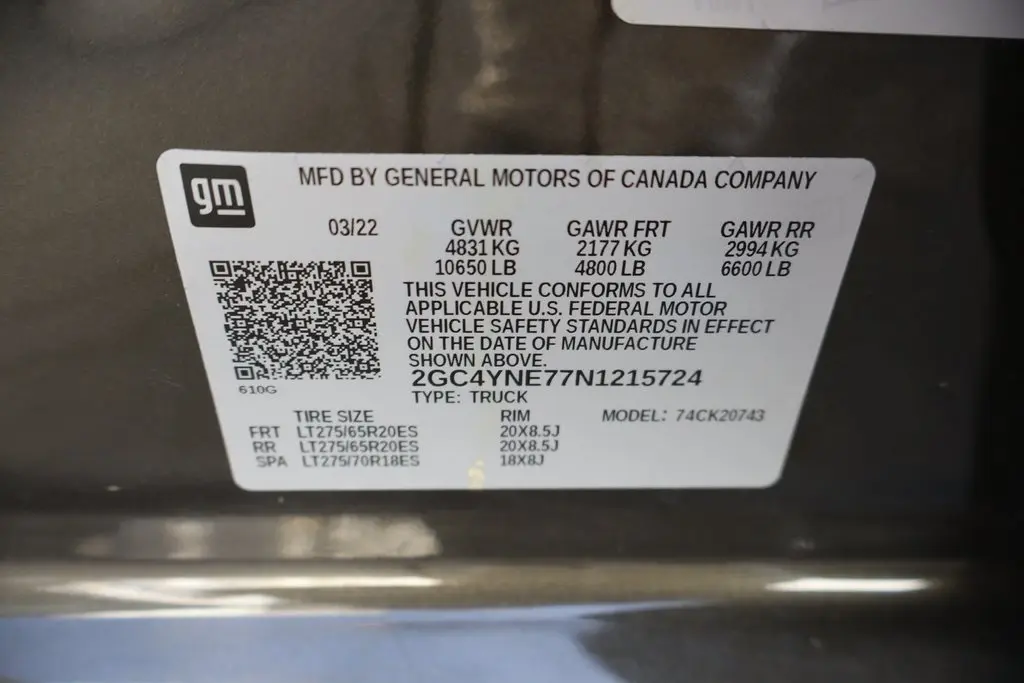 gm
MFD BY GENERAL MOTORS OF CANADA COMPANY
03/22 GVWR GAWR FRT GAWR RR
4831 KG 2177 KG 2994 KG
10650 LB 4800 LB 6600 LB
THIS VEHICLE CONFORMS TO ALL
APPLICABLE U.S. FEDERAL MOTOR
VEHICLE SAFETY STANDARDS IN EFFECT
ON THE DATE OF MANUFACTURE
SHOWN ABOVE.
2GC4YNE77N1215724
610G
TYPE: TRUCK
TIRE SIZE RIM MODEL: 74CK20743
FRT LT275/65R20ES 20X8.5J
RR LT275/65R20ES 20X8.5J
SPA LT275/70R18ES 18X8J